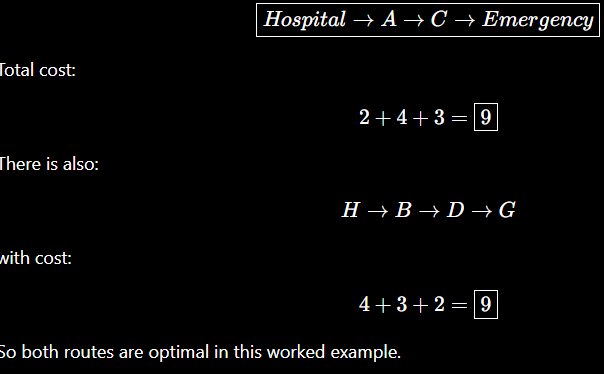 Hospital → A → C → Emergency
Total cost:
2 + 4 + 3 = 9
There is also:
H → B → D → G
with cost:
4 + 3 + 2 = 9
So both routes are optimal in this worked example.